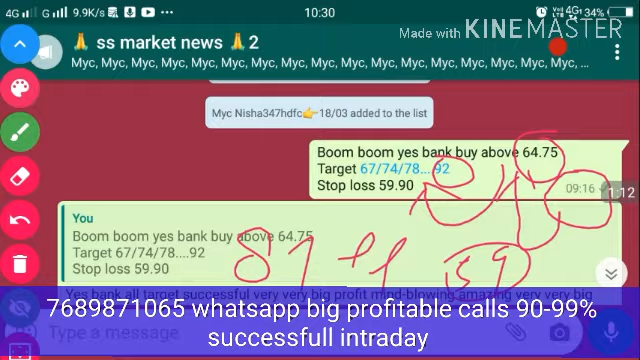 4G 9.9K/s 10:30 4G 34%
Made with KINEMASTER
🙏 ss market news 🙏2
Myc, Myc, Myc, Myc, Myc, Myc, Myc, Myc, Myc, Myc, Myc, Myc, Myc, Myc, Myc, ...
Myc Nisha347hdfc👉18/03 added to the list
Boom boom yes bank buy above 64.75
Target 67/74/78....92
Stop loss 59.90
09:16
1:12
You
Boom boom yes bank buy above 64.75
Target 67/74/78....92
Stop loss 59.90
Yes bank all target successful very very big profit mind-blowing amazing very very big
7689871065 whatsapp big profitable calls 90-99%
successfull intraday
Type a message